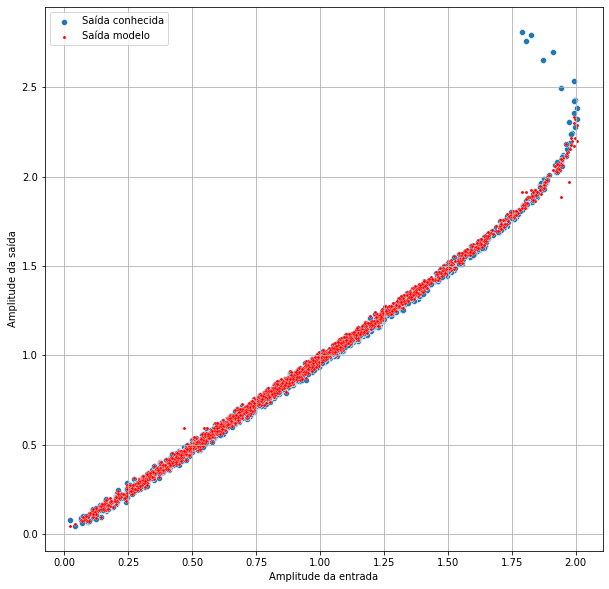 Saída conhecida
Saída modelo
Amplitude da saída
2.5
2.0
1.5
1.0
0.5
0.0
0.00 0.25 0.50 0.75 1.00 1.25 1.50 1.75 2.00
Amplitude da entrada